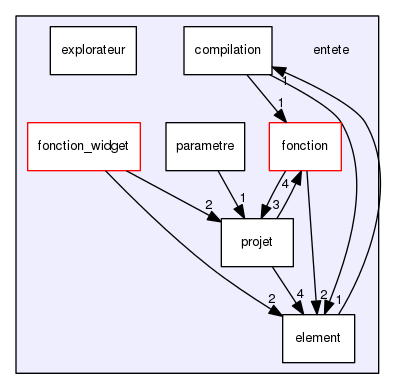 explorateur
compilation
entete
1
1
fonction_widget
parametre
fonction
2
1
3
4
projet
2
4
2
1
element